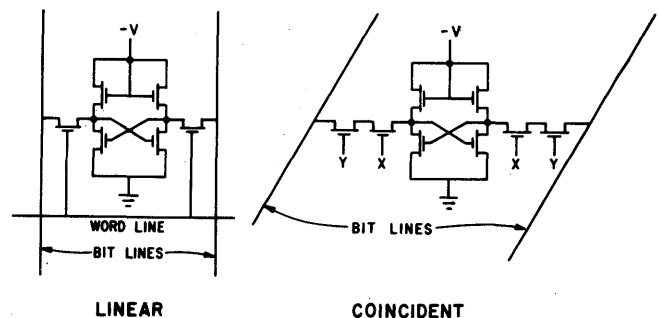 -V
-V
Y
X
X
Y
WORD LINE
BIT LINES
BIT LINES
LINEAR
COINCIDENT